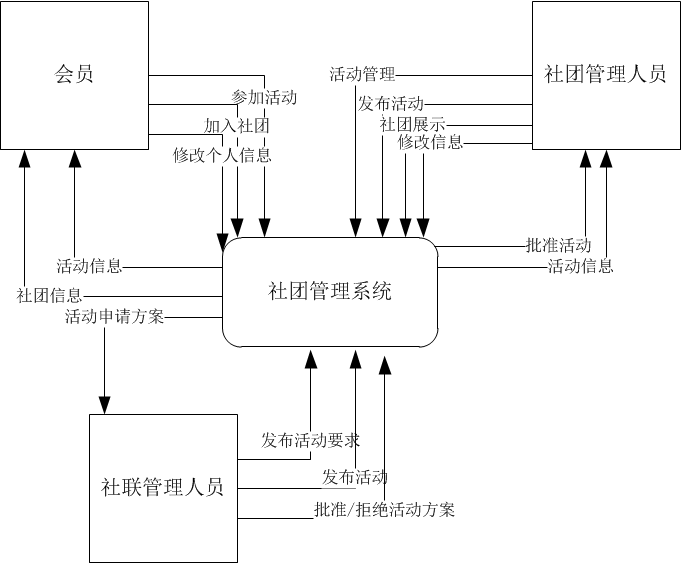 会员
社团管理人员
活动管理
参加活动
发布活动
加入社团
社团展示
修改信息
修改个人信息
批准活动
活动信息
活动信息
社团管理系统
社团信息
活动申请方案
发布活动要求
发布活动
社联管理人员
批准/拒绝活动方案